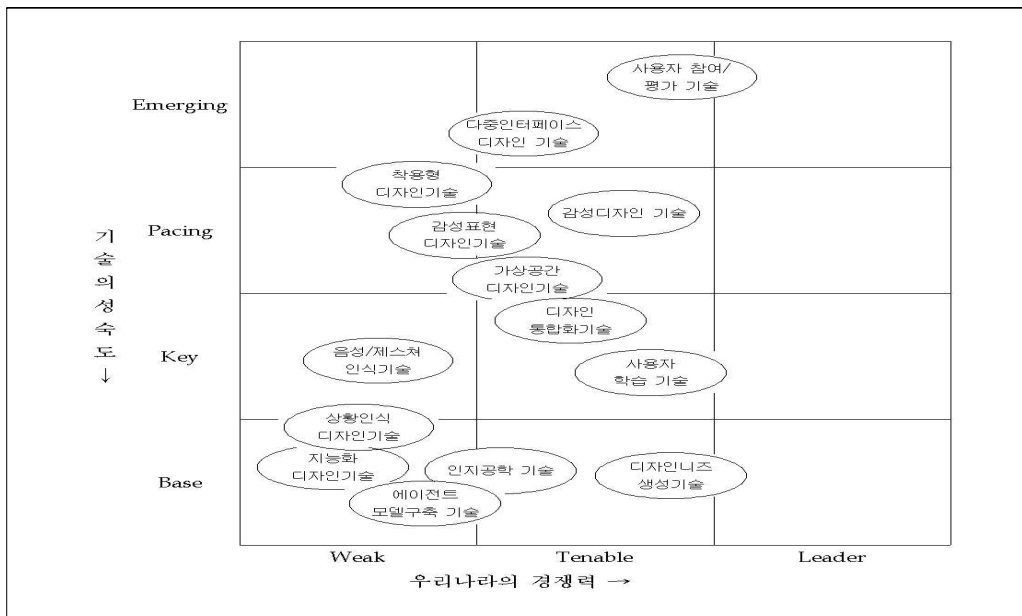 Emerging
사용자 참여/
평가 기술
다중인터페이스
디자인 기술
착용형
디자인기술
Pacing
감성디자인 기술
감성표현
디자인기술
가상공간
디자인기술
기술의성숙도↓
디자인
통합화기술
Key
음성/제스쳐
인식기술
사용자
학습 기술
상황인식
디자인기술
Base
지능화
디자인기술
인지공학 기술
디자인니즈
생성기술
에이전트
모델구축 기술
Weak
Tenable
Leader
우리나라의 경쟁력 →